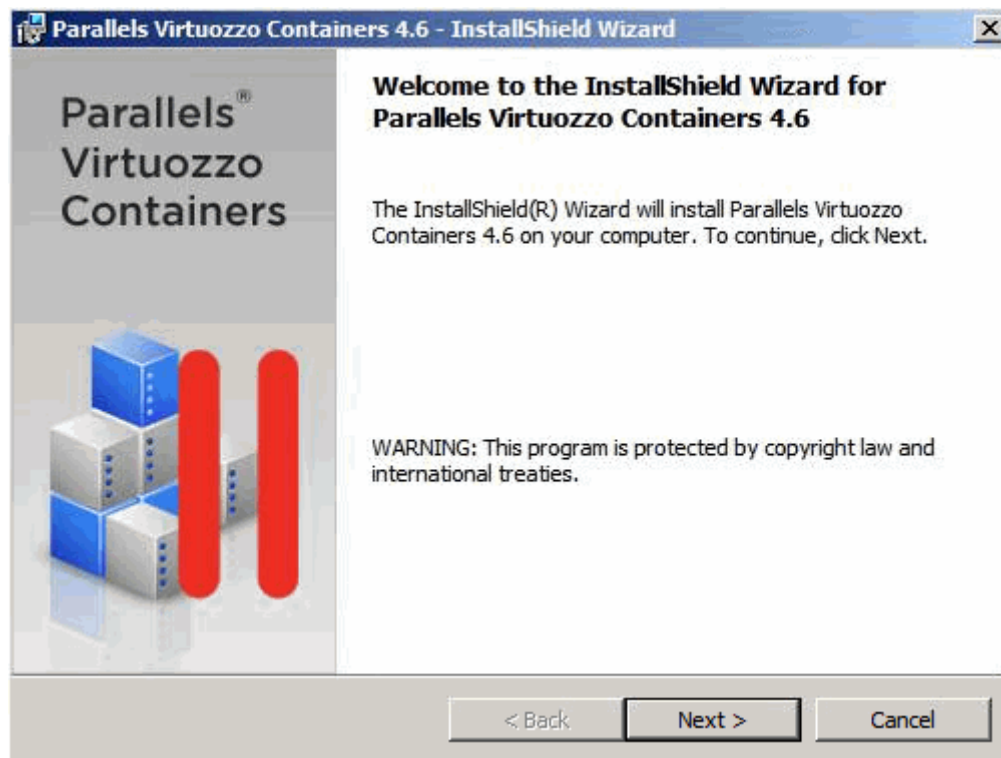 Parallels Virtuozzo Containers 4.6 - InstallShield Wizard
Parallels®
Virtuozzo
Containers
Welcome to the InstallShield Wizard for
Parallels Virtuozzo Containers 4.6
The InstallShield(R) Wizard will install Parallels Virtuozzo
Containers 4.6 on your computer. To continue, click Next.
WARNING: This program is protected by copyright law and
international treaties.
< Back
Next >
Cancel